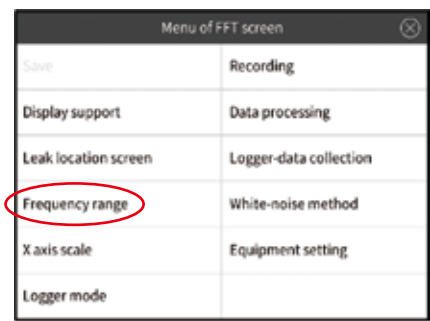 Menu of FFT screen
Save
Recording
Display support
Data processing
Leak location screen
Logger-data collection
Frequency range
White-noise method
X axis scale
Equipment setting
Logger mode